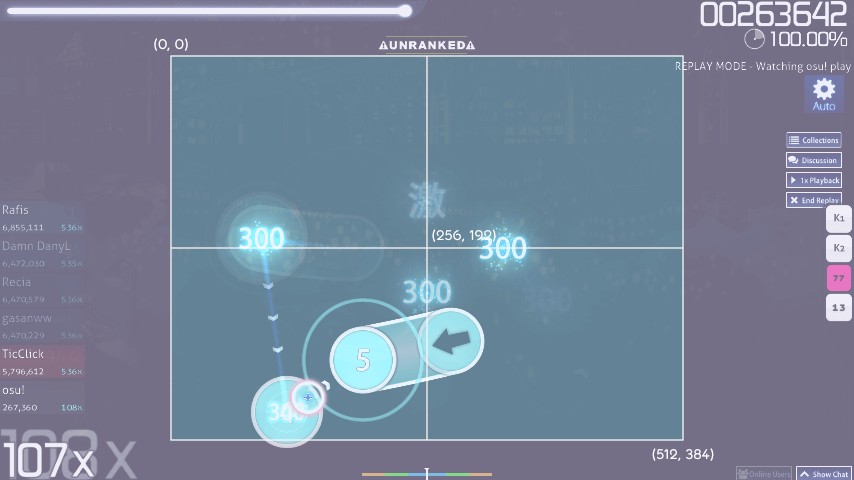 00263642
100.00%
(0, 0)
UNRANKED
REPLAY MODE - Watching osu! play
Auto
Collections
Discussion
1x Playback
End Replay
激
Rafis
6,855,111 536x
Damn DanyL
6,472,030 535x
Recia
6,470,579 536x
gasanww
6,470,229 536x
TicClick
5,796,612 536x
osu!
267,360 108x
K1
K2
77
13
300
(256, 192)
300
300
300
5
300
(512, 384)
108x
107x
Online Users
Show Chat